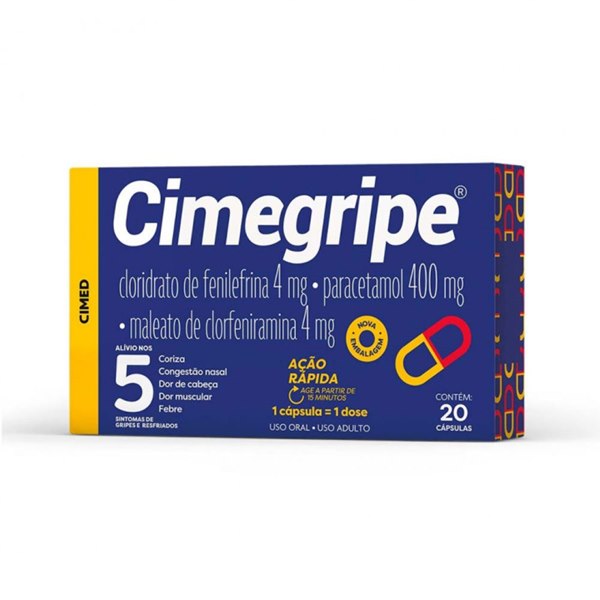 CIMED
Cimegripe®
cloridrato de fenilefrina 4 mg • paracetamol 400 mg
• maleato de clorfeniramina 4 mg
NOVA
EMBALAGEM
ALÍVIO NOS
5
SINTOMAS DE
GRIPES E RESFRIADOS
Coriza
Congestão nasal
Dor de cabeça
Dor muscular
Febre
AÇÃO
RÁPIDA
AGE A PARTIR DE
15 MINUTOS
1 cápsula = 1 dose
USO ORAL • USO ADULTO
CONTÉM:
20
CÁPSULAS